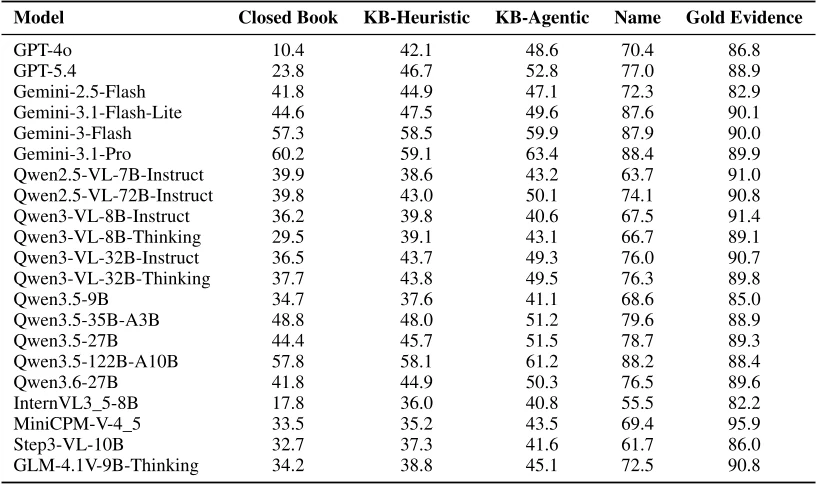 Model Closed Book KB-Heuristic KB-Agentic Name Gold Evidence
GPT-4o 10.4 42.1 48.6 70.4 86.8
GPT-5.4 23.8 46.7 52.8 77.0 88.9
Gemini-2.5-Flash 41.8 44.9 47.1 72.3 82.9
Gemini-3.1-Flash-Lite 44.6 47.5 49.6 87.6 90.1
Gemini-3-Flash 57.3 58.5 59.9 87.9 90.0
Gemini-3.1-Pro 60.2 59.1 63.4 88.4 89.9
Qwen2.5-VL-7B-Instruct 39.9 38.6 43.2 63.7 91.0
Qwen2.5-VL-72B-Instruct 39.8 43.0 50.1 74.1 90.8
Qwen3-VL-8B-Instruct 36.2 39.8 40.6 67.5 91.4
Qwen3-VL-8B-Thinking 29.5 39.1 43.1 66.7 89.1
Qwen3-VL-32B-Instruct 36.5 43.7 49.3 76.0 90.7
Qwen3-VL-32B-Thinking 37.7 43.8 49.5 76.3 89.8
Qwen3.5-9B 34.7 37.6 41.1 68.6 85.0
Qwen3.5-35B-A3B 48.8 48.0 51.2 79.6 88.9
Qwen3.5-27B 44.4 45.7 51.5 78.7 89.3
Qwen3.5-122B-A10B 57.8 58.1 61.2 88.2 88.4
Qwen3.6-27B 41.8 44.9 50.3 76.5 89.6
InternVL3_5-8B 17.8 36.0 40.8 55.5 82.2
MiniCPM-V-4_5 33.5 35.2 43.5 69.4 95.9
Step3-VL-10B 32.7 37.3 41.6 61.7 86.0
GLM-4.1V-9B-Thinking 34.2 38.8 45.1 72.5 90.8